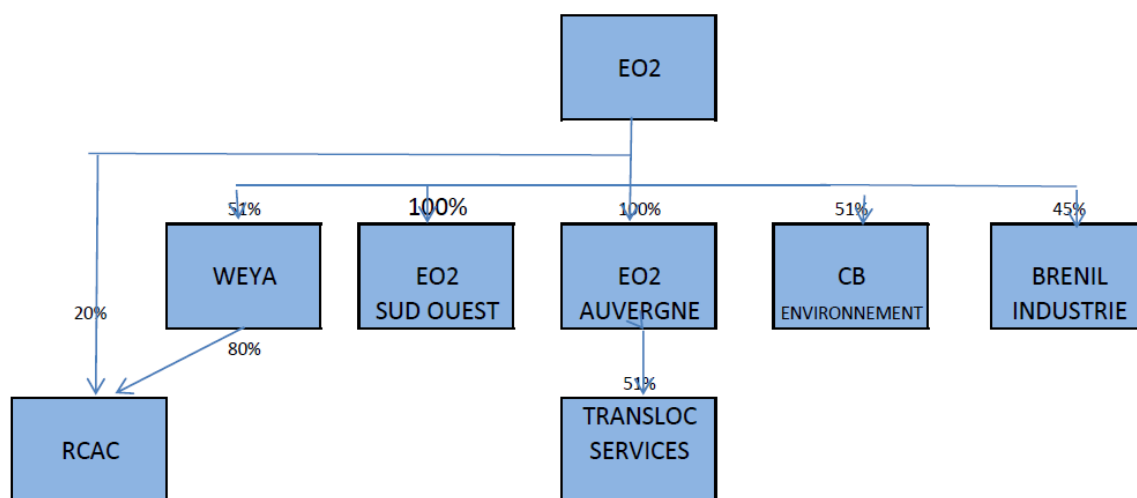 EO2
51%
100%
100%
51%
45%
WEYA
EO2
SUD OUEST
EO2
AUVERGNE
CB
ENVIRONNEMENT
BRENIL
INDUSTRIE
20%
80%
51%
RCAC
TRANSLOC
SERVICES